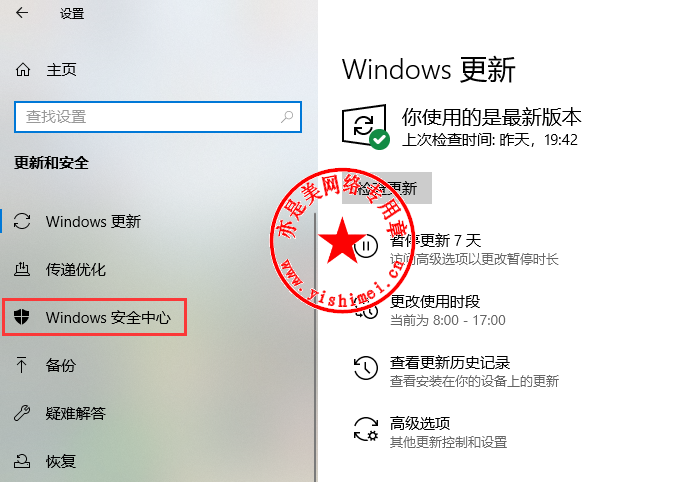 设置
主页
查找设置
更新和安全
Windows 更新
传递优化
Windows 安全中心
备份
疑难解答
恢复
Windows 更新
你使用的是最新版本
上次检查时间: 昨天，19:42
检查更新
暂停更新 7 天
访问高级选项以更改暂停时长
更改使用时段
当前为 8:00 - 17:00
查看更新历史记录
查看安装在你的设备上的更新
高级选项
其他更新控制和设置
亦是美网络专用章
www.yishimei.cn